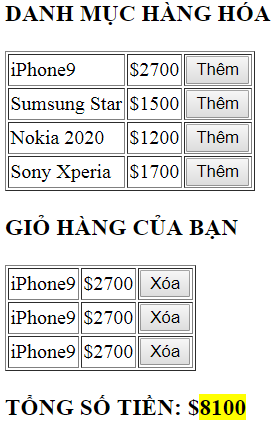 DANH MỤC HÀNG HÓA
iPhone9 $2700 Thêm
Sumsung Star $1500 Thêm
Nokia 2020 $1200 Thêm
Sony Xperia $1700 Thêm
GIỎ HÀNG CỦA BẠN
iPhone9 $2700 Xóa
iPhone9 $2700 Xóa
iPhone9 $2700 Xóa
TỔNG SỐ TIỀN: $8100